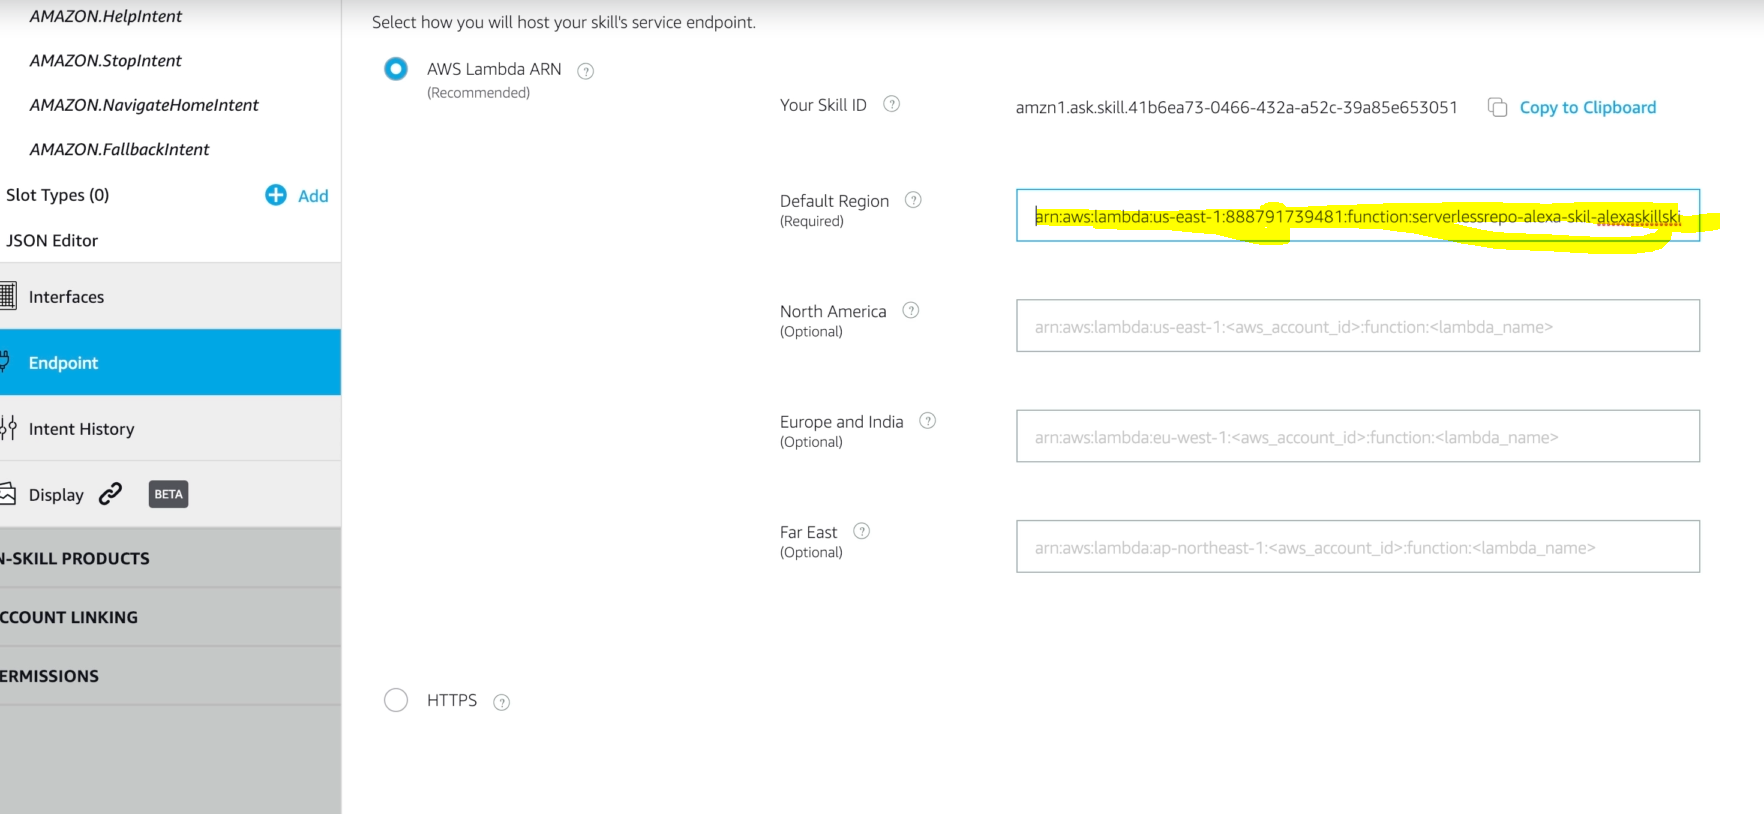 AMAZON.HelpIntent
AMAZON.StopIntent
AMAZON.NavigateHomeIntent
AMAZON.FallbackIntent
Slot Types (0) Add
JSON Editor
Interfaces
Endpoint
Intent History
Display BETA
N-SKILL PRODUCTS
CCOUNT LINKING
ERMISSIONS
Select how you will host your skill's service endpoint.
AWS Lambda ARN ?
(Recommended)
Your Skill ID ? amzn1.ask.skill.41b6ea73-0466-432a-a52c-39a85e653051 Copy to Clipboard
Default Region ?
(Required)
arn:aws:lambda:us-east-1:888791739481:function:serverlessrepo-alexa-skil-alexaskillski
North America ?
(Optional)
arn:aws:lambda:us-east-1:<aws_account_id>:function:<lambda_name>
Europe and India ?
(Optional)
arn:aws:lambda:eu-west-1:<aws_account_id>:function:<lambda_name>
Far East ?
(Optional)
arn:aws:lambda:ap-northeast-1:<aws_account_id>:function:<lambda_name>
HTTPS ?